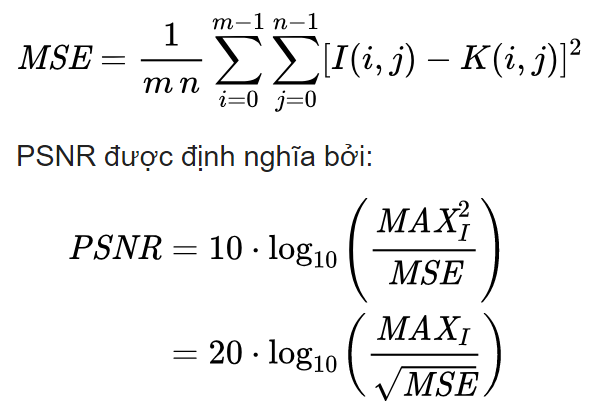 $MSE = \frac{1}{m\,n} \sum_{i=0}^{m-1} \sum_{j=0}^{n-1} [I(i,j) - K(i,j)]^2$
PSNR được định nghĩa bởi:
$PSNR = 10 \cdot \log_{10} \left( \frac{MAX_I^2}{MSE} \right)$
$= 20 \cdot \log_{10} \left( \frac{MAX_I}{\sqrt{MSE}} \right)$